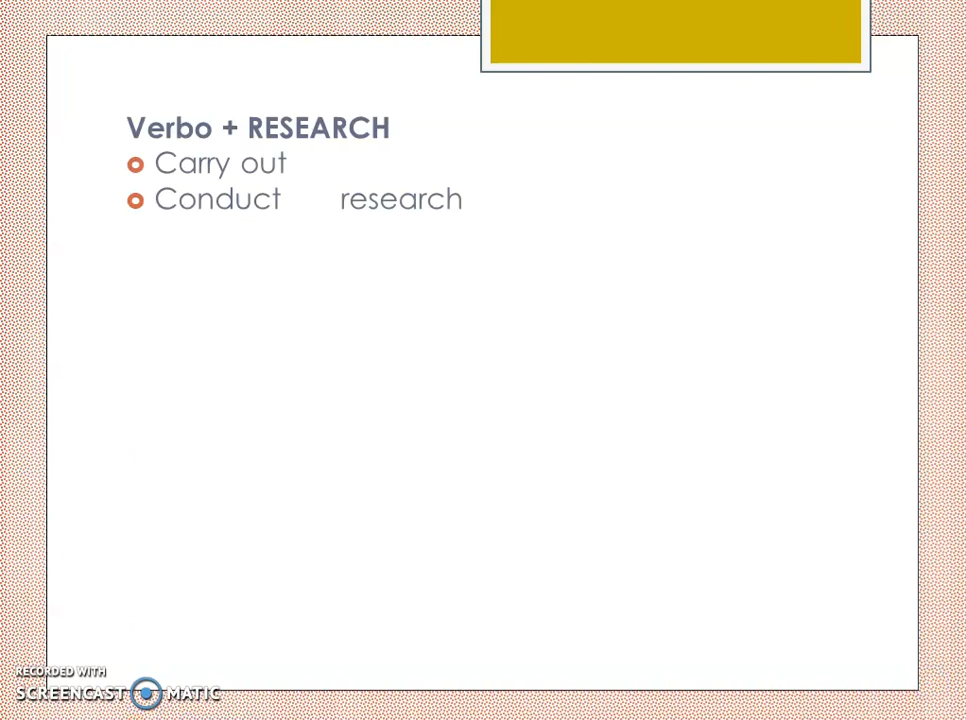 Verbo + RESEARCH
Carry out
Conduct research
RECORDED WITH
SCREENCAST MATIC